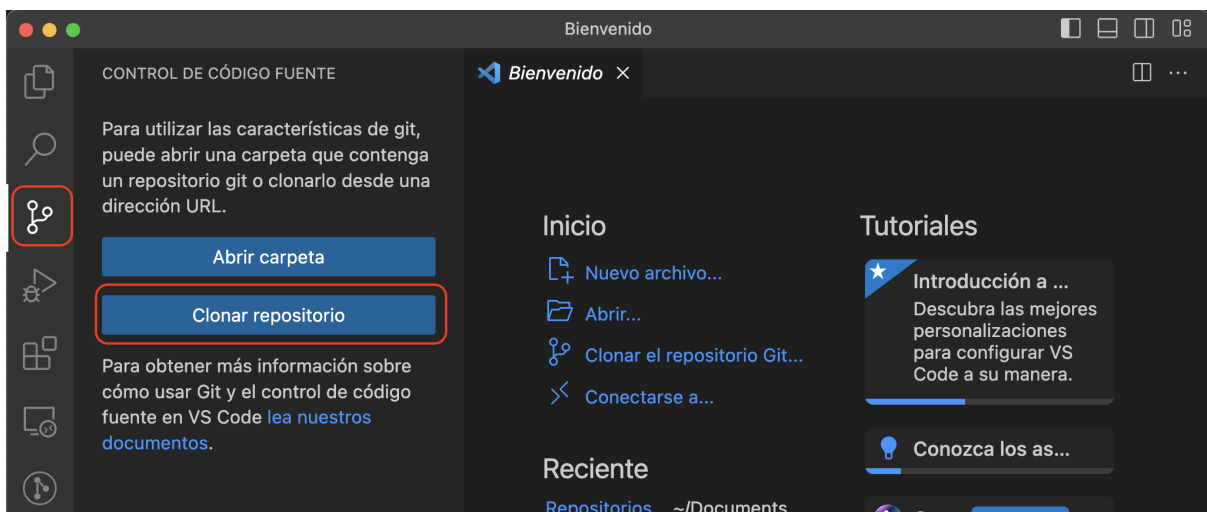 Bienvenido
CONTROL DE CÓDIGO FUENTE
Para utilizar las características de git,
puede abrir una carpeta que contenga
un repositorio git o clonarlo desde una
dirección URL.
Abrir carpeta
Clonar repositorio
Para obtener más información sobre
cómo usar Git y el control de código
fuente en VS Code lea nuestros
documentos.
Bienvenido
Inicio
Nuevo archivo...
Abrir...
Clonar el repositorio Git...
Conectarse a...
Reciente
Repositorios ~/Documents
Tutoriales
Introducción a ...
Descubra las mejores
personalizaciones
para configurar VS
Code a su manera.
Conozca los as...